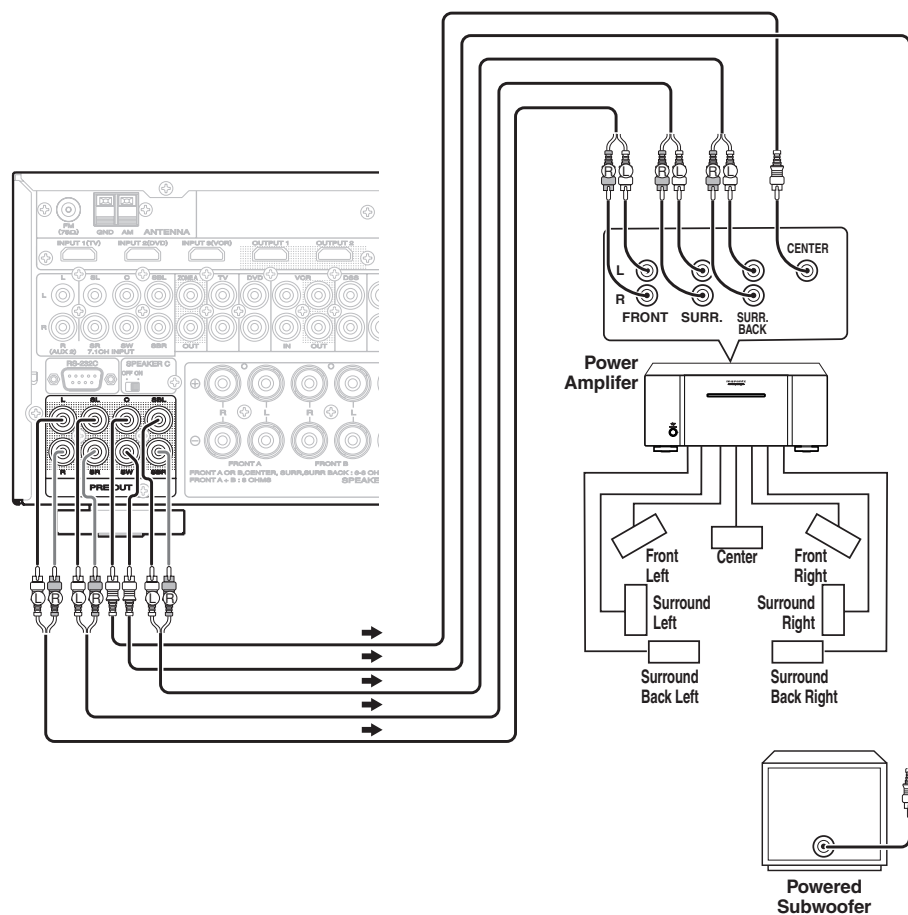 R L R L R L
CENTER
L
R
FRONT SURR. SURR.
BACK
FM
(75Ω) GND AM ANTENNA
INPUT 1(TV) INPUT 2(DVD) INPUT 3(VCR) OUTPUT 1 OUTPUT 2
L SL C SBL ZONE A TV DVD VCR DSS
L
R
R SR SW SBR OUT IN OUT
(AUX 2) 7.1CH INPUT
RS-232C SPEAKER C
OFF ON
L SL C SBL
R SR SW SBR
PRE OUT
R L R L
FRONT A FRONT B
FRONT A OR B,CENTER, SURR,SURR BACK : 6-8 OH
FRONT A + B : 8 OHMS SPEAKE
Power
Amplifer
Front
Left
Center
Front
Right
Surround
Left
Surround
Right
Surround
Back Left
Surround
Back Right
L R L R L R
Powered
Subwoofer